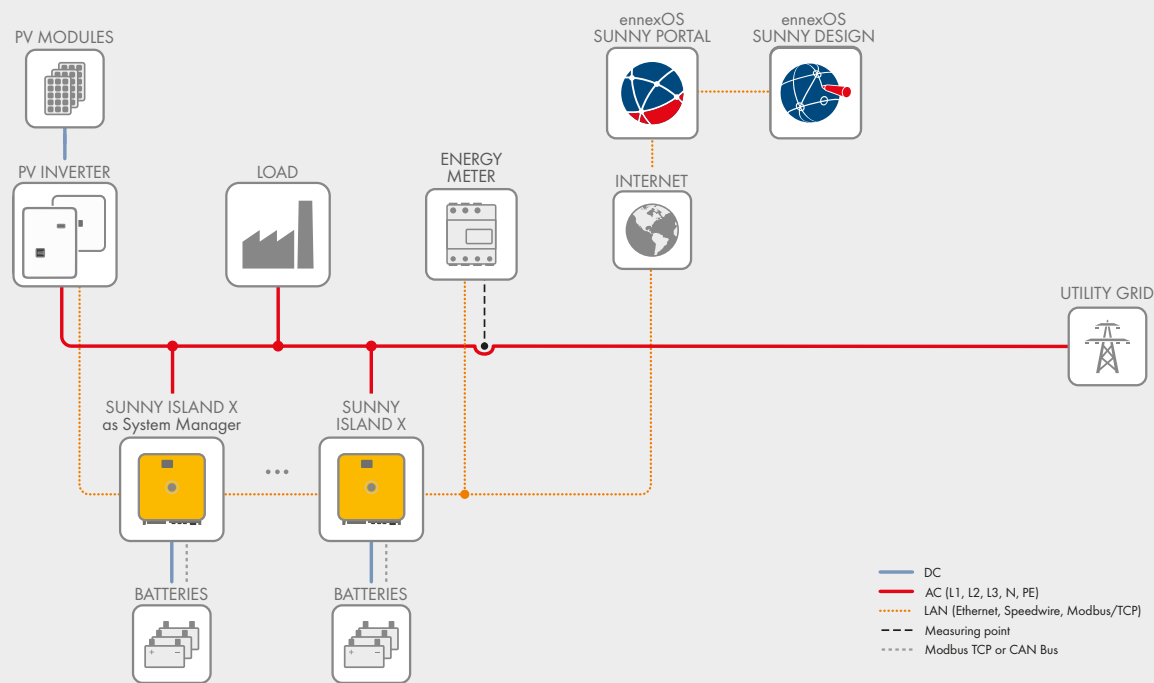 ennexOS
SUNNY PORTAL
ennexOS
SUNNY DESIGN
PV MODULES
PV INVERTER
LOAD
ENERGY
METER
INTERNET
UTILITY GRID
SUNNY ISLAND X
as System Manager
SUNNY
ISLAND X
...
BATTERIES
BATTERIES
DC
AC (L1, L2, L3, N, PE)
LAN (Ethernet, Speedwire, Modbus/TCP)
Measuring point
Modbus TCP or CAN Bus